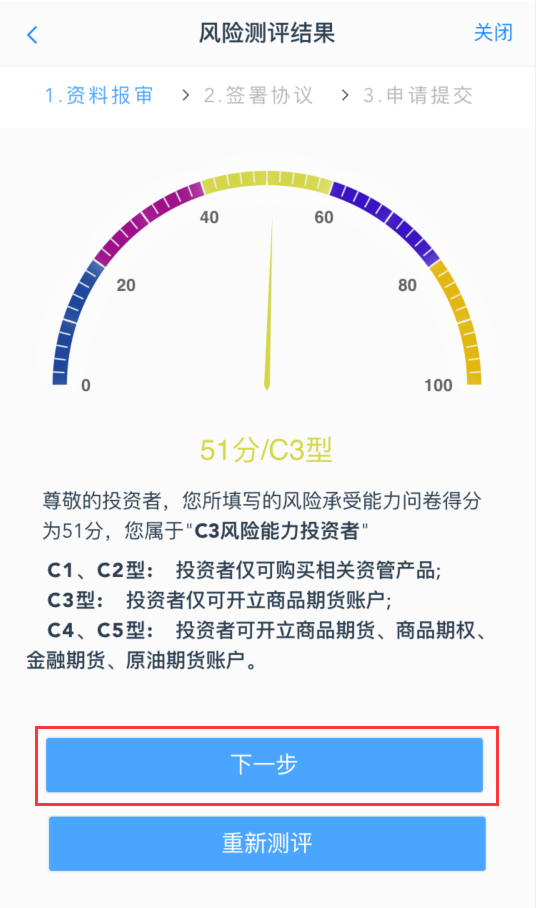 风险测评结果 关闭
1.资料报审 > 2.签署协议 > 3.申请提交
40 60
20 80
0 100
51分/C3型
尊敬的投资者，您所填写的风险承受能力问卷得分
为51分，您属于"C3风险能力投资者"
C1、C2型： 投资者仅可购买相关资管产品;
C3型： 投资者仅可开立商品期货账户;
C4、C5型： 投资者可开立商品期货、商品期权、
金融期货、原油期货账户。
下一步
重新测评